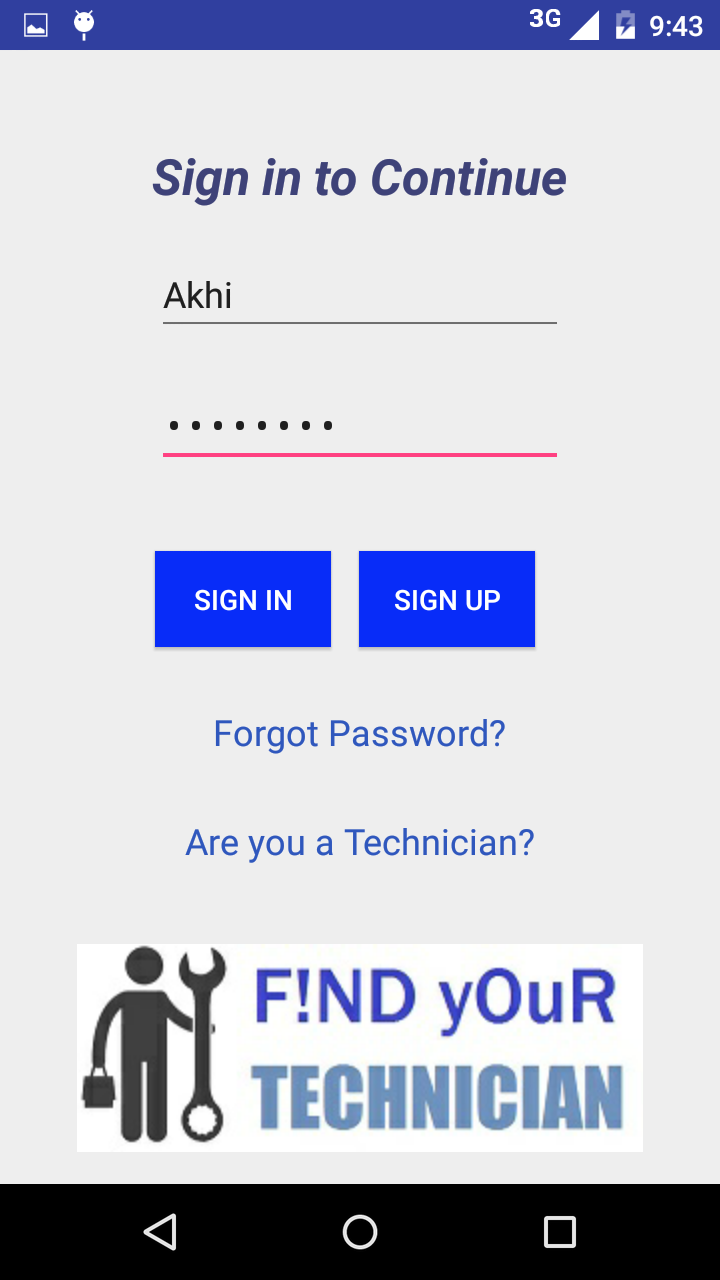 3G 9:43
Sign in to Continue
Akhi
••••••••
SIGN IN SIGN UP
Forgot Password?
Are you a Technician?
F!ND yOuR
TECHNICIAN